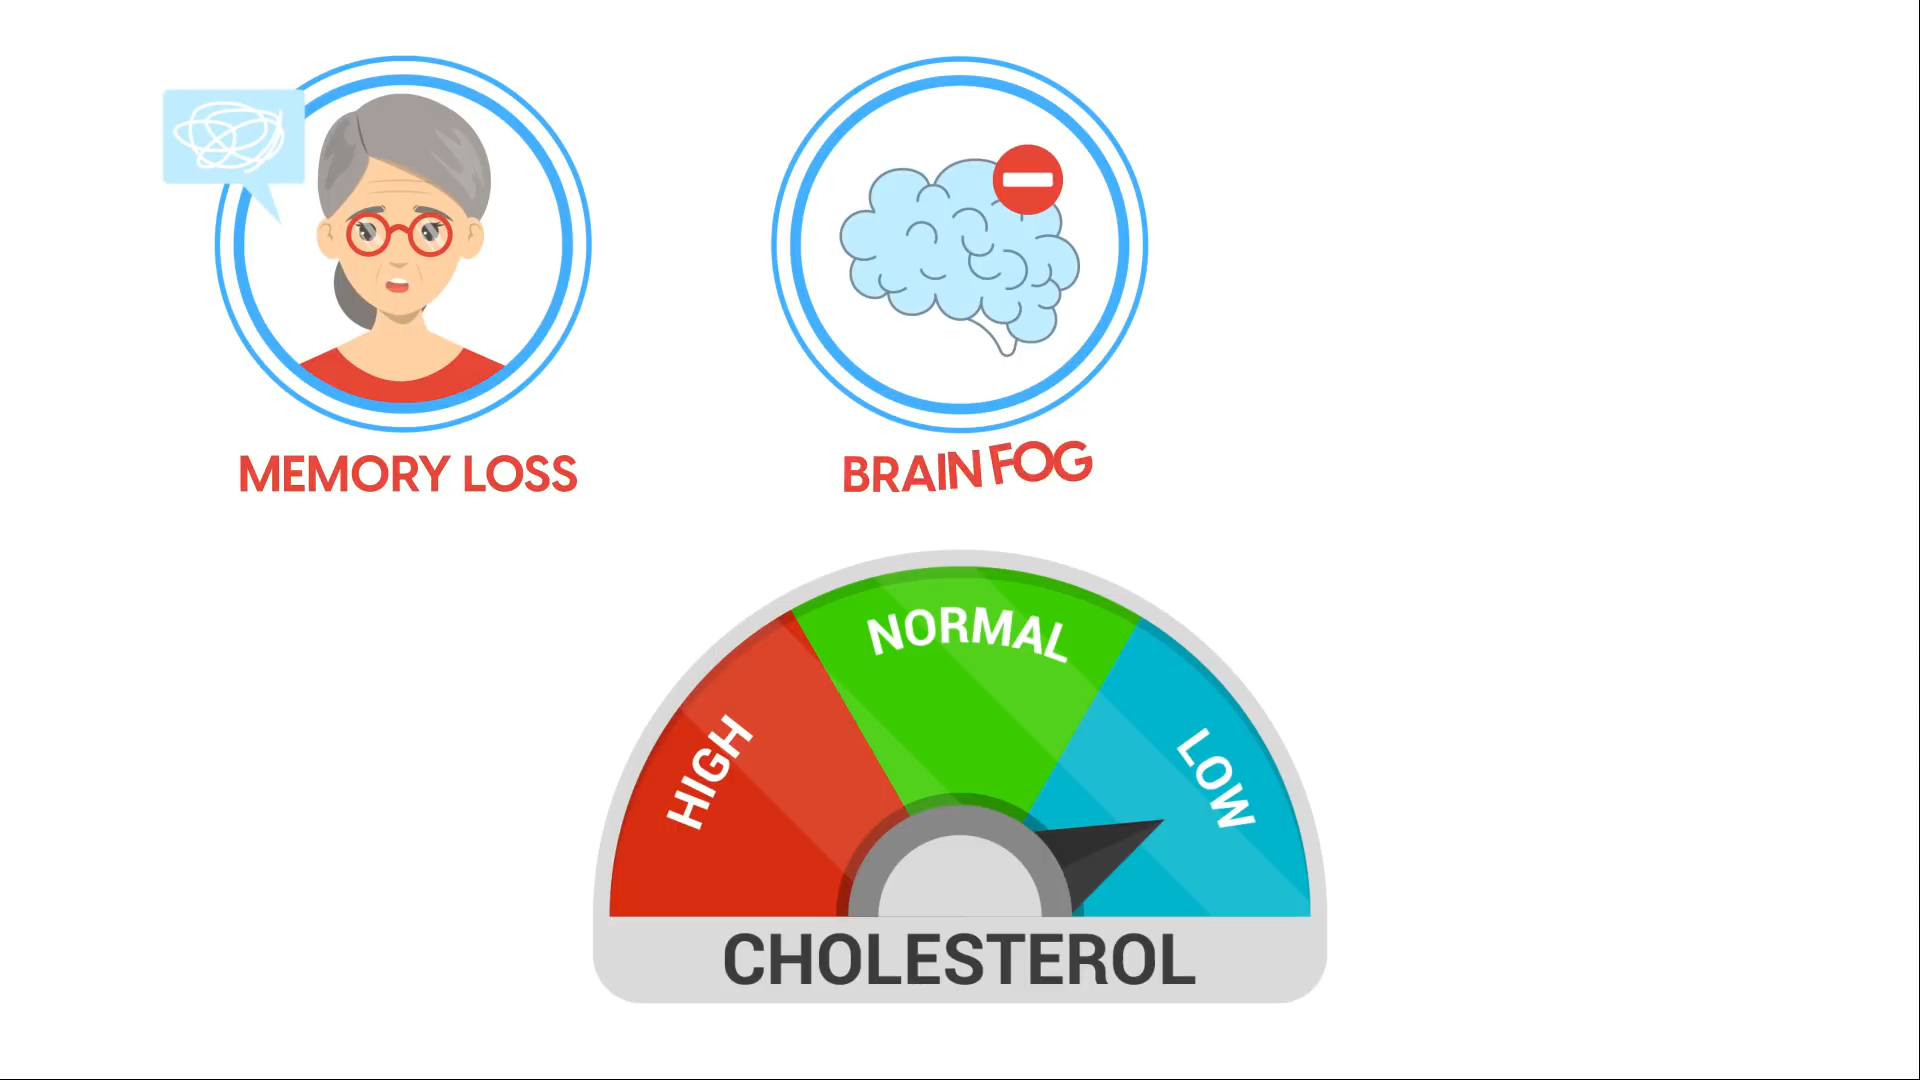 MEMORY LOSS
BRAIN FOG
HIGH
NORMAL
LOW
CHOLESTEROL